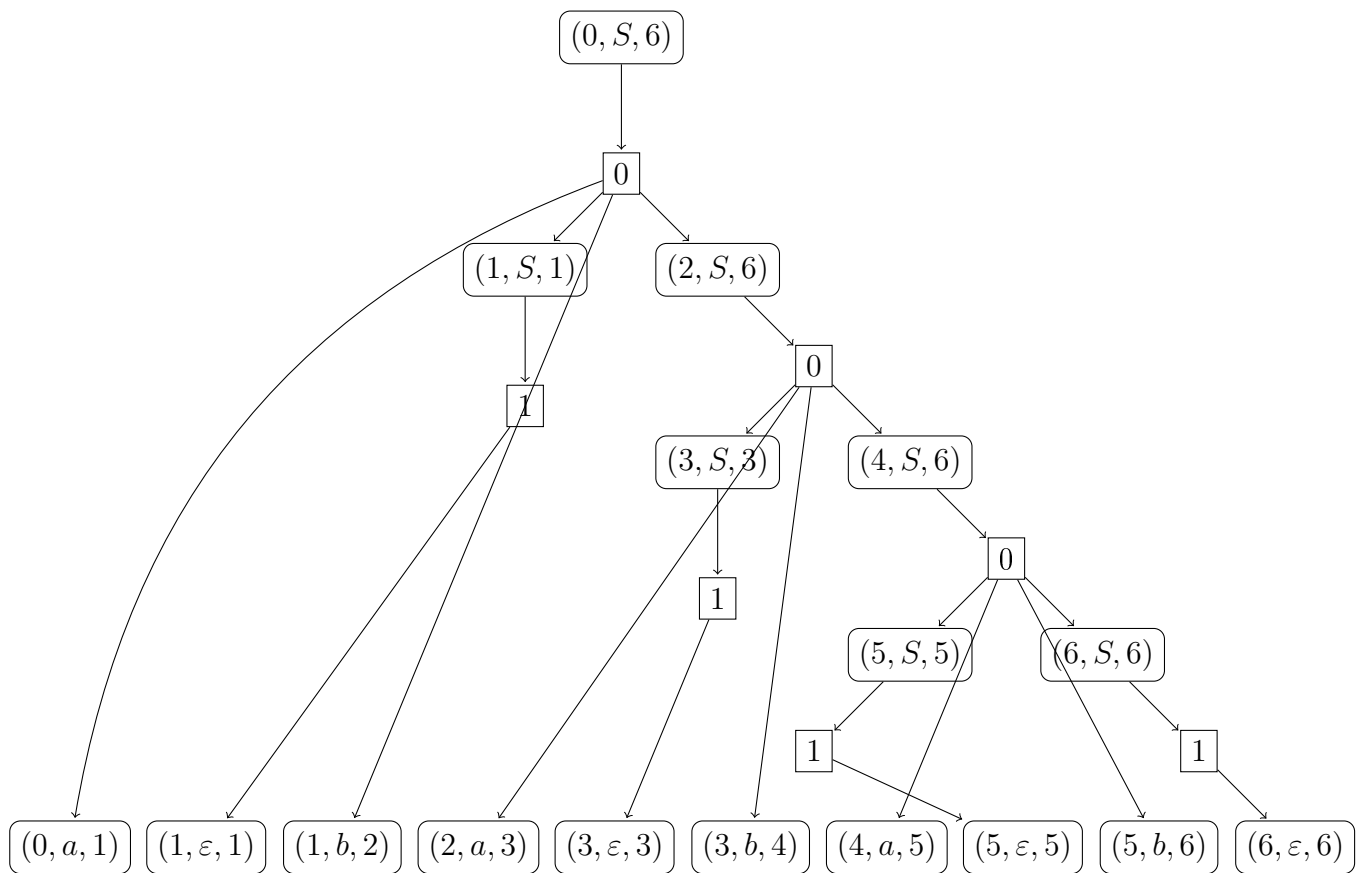 (0, S, 6)
0
(1, S, 1) (2, S, 6)
0
1
(3, S, 3) (4, S, 6)
0
1
(5, S, 5) (6, S, 6)
1 1
(0, a, 1) (1, ε, 1) (1, b, 2) (2, a, 3) (3, ε, 3) (3, b, 4) (4, a, 5) (5, ε, 5) (5, b, 6) (6, ε, 6)